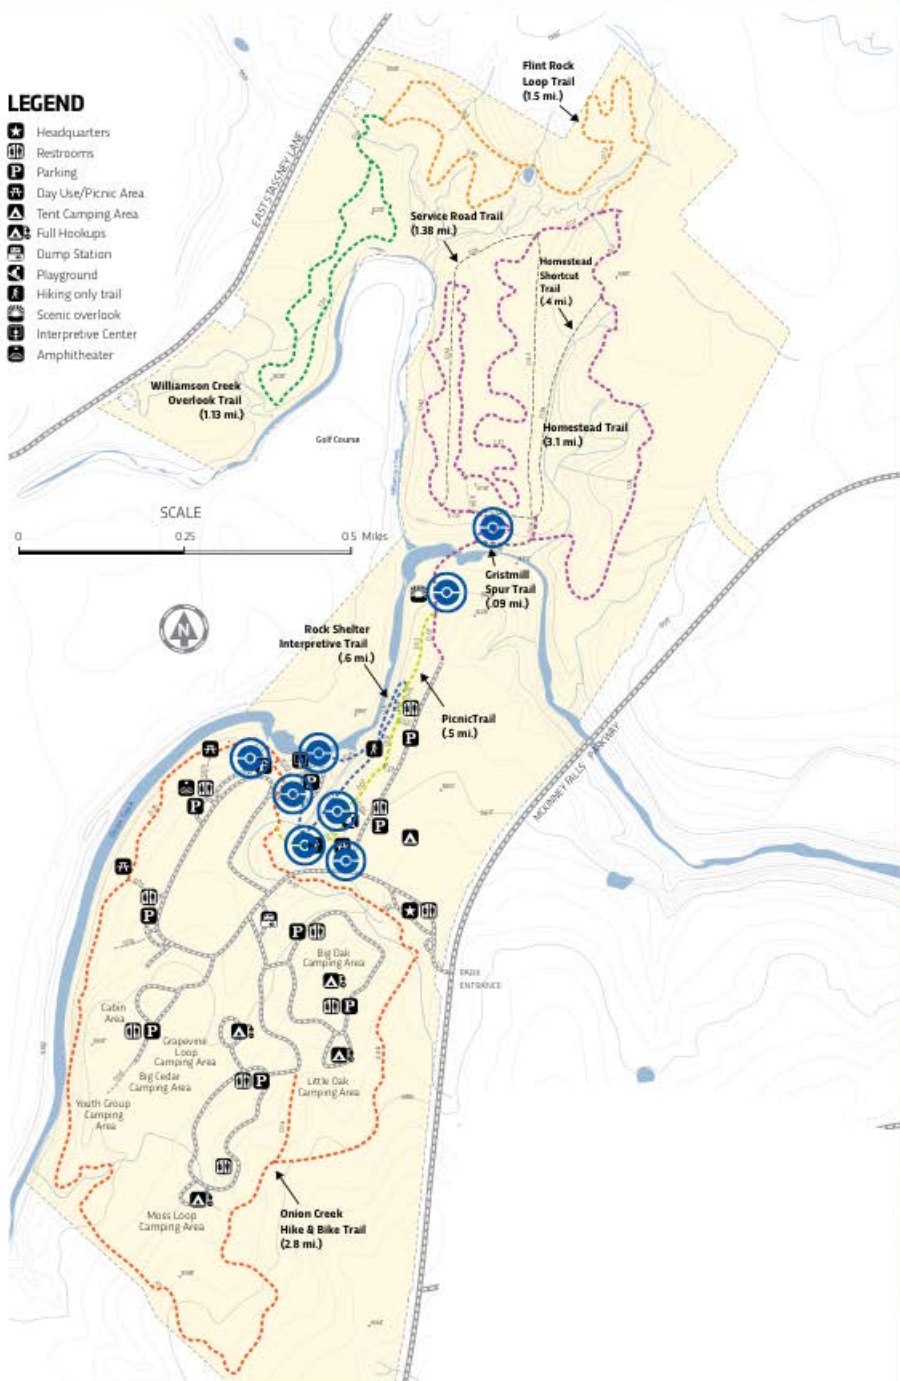 LEGEND
Headquarters
Restrooms
Parking
Day Use/Picnic Area
Tent Camping Area
Full Hookups
Dump Station
Playground
Hiking only trail
Scenic overlook
Interpretive Center
Amphitheater
Flint Rock
Loop Trail
(1.5 mi.)
EAST STASSNEY LANE
Service Road Trail
(1.38 mi.)
Homestead
Shortcut
Trail
(.4 mi.)
Williamson Creek
Overlook Trail
(1.13 mi.)
Golf Course
Homestead Trail
(3.1 mi.)
SCALE
0 0.25 0.5 Miles
N
Gristmill
Spur Trail
(.09 mi.)
Rock Shelter
Interpretive Trail
(.6 mi.)
PicnicTrail
(.5 mi.)
MCKINNEY FALLS PARKWAY
PARK
ENTRANCE
Big Oak
Camping Area
Cabin
Area
Grapevine
Loop
Camping Area
Big Cedar
Camping Area
Little Oak
Camping Area
Youth Group
Camping
Area
Moss Loop
Camping Area
Onion Creek
Hike & Bike Trail
(2.8 mi.)